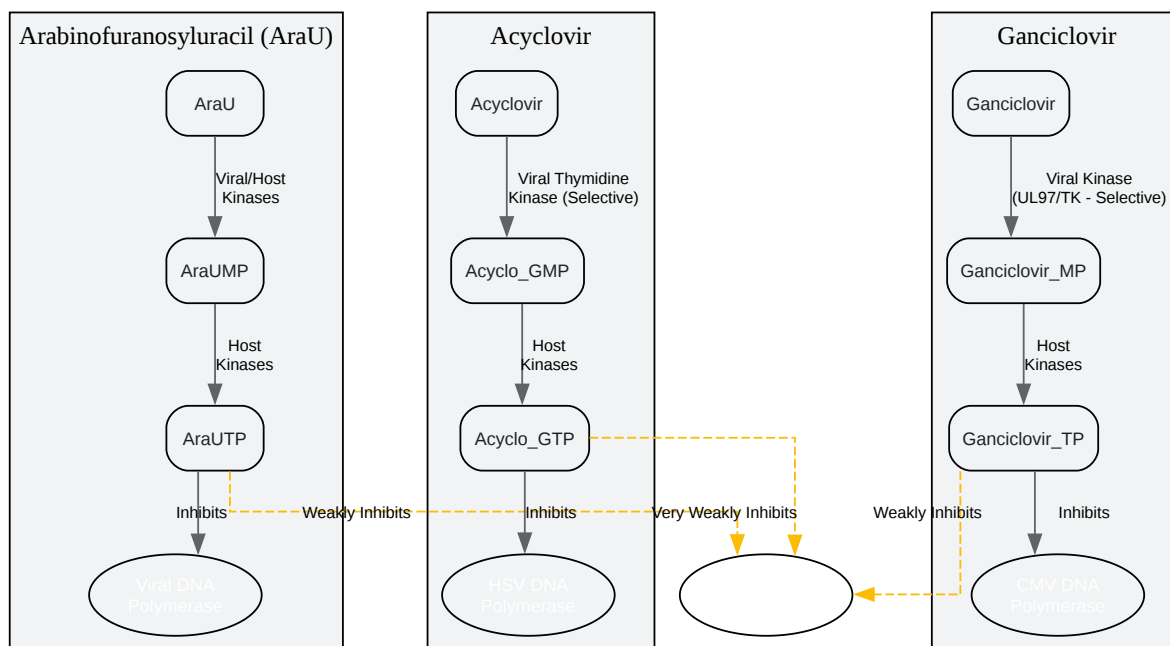 Arabinofuranosyluracil (AraU)
Acyclovir
Ganciclovir
AraU
Acyclovir
Ganciclovir
Viral/Host
Kinases
Viral Thymidine
Kinase (Selective)
Viral Kinase
(UL97/TK - Selective)
AraUMP
Acyclo_GMP
Ganciclovir_MP
Host
Kinases
Host
Kinases
Host
Kinases
AraUTP
Acyclo_GTP
Ganciclovir_TP
Inhibits
Weakly Inhibits
Inhibits
Very Weakly Inhibits
Weakly Inhibits
Inhibits
Viral DNA
Polymerase
HSV DNA
Polymerase
CMV DNA
Polymerase